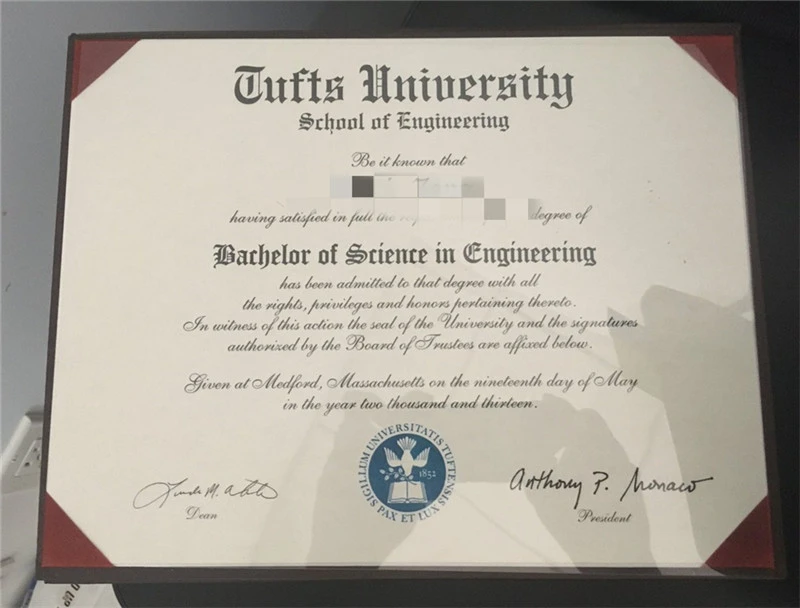 Tufts University
School of Engineering
Be it known that
having satisfied in full the degree of
Bachelor of Science in Engineering
has been admitted to that degree with all
the rights, privileges and honors pertaining thereto.
In witness of this action the seal of the University and the signatures
authorized by the Board of Trustees are affixed below.
Given at Medford, Massachusetts on the nineteenth day of May
in the year two thousand and thirteen.
SIGILLUM UNIVERSITATIS TUFTENSIS
1852
PAX ET LUX
Anthony P. Monaco
Dean
President